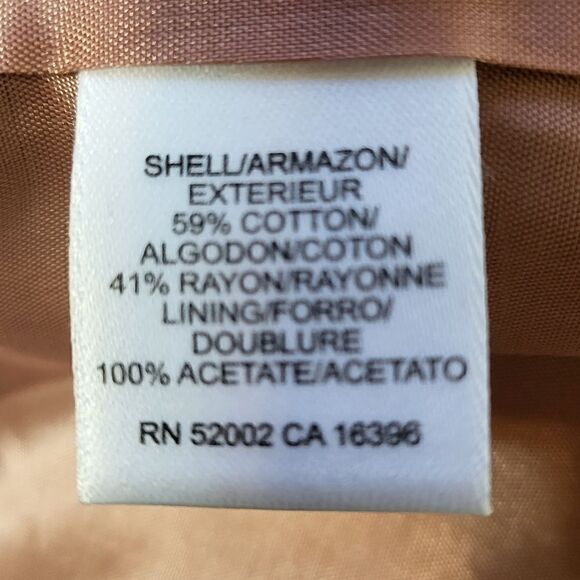 SHELL/ARMAZON/
EXTERIEUR
59% COTTON/
ALGODON/COTON
41% RAYON/RAYONNE
LINING/FORRO/
DOUBLURE
100% ACETATE/ACETATO
RN 52002 CA 16396